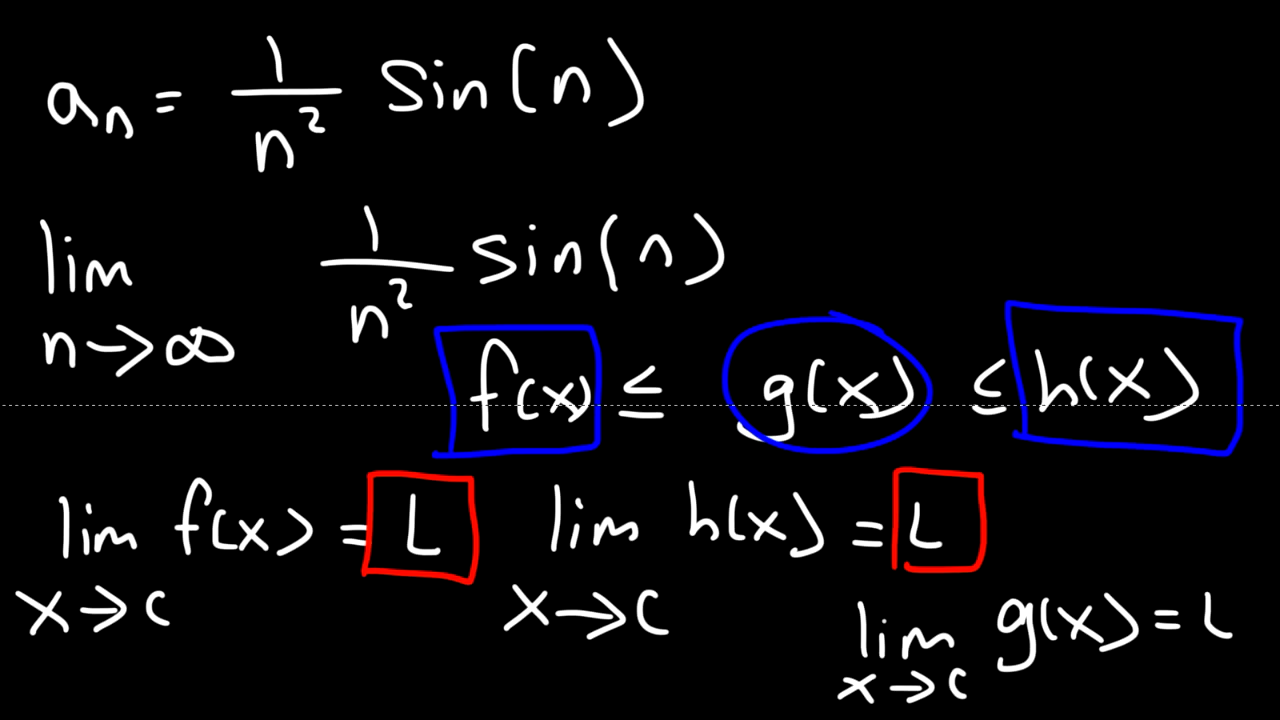 aₙ = 1/n² sin(n)
lim n→∞ 1/n² sin(n)
f(x) ≤ g(x) ≤ h(x)
lim x→c f(x) = L lim x→c h(x) = L
lim x→c g(x) = L